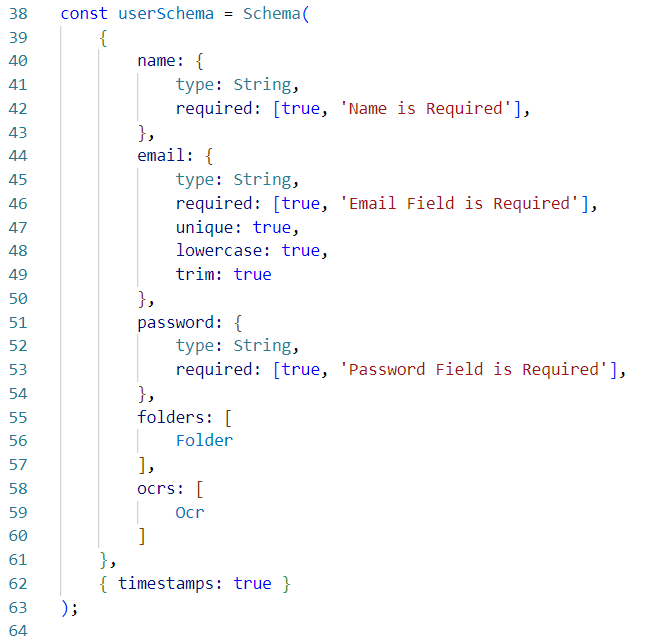 38 const userSchema = Schema(
39     {
40         name: {
41             type: String,
42             required: [true, 'Name is Required'],
43         },
44         email: {
45             type: String,
46             required: [true, 'Email Field is Required'],
47             unique: true,
48             lowercase: true,
49             trim: true
50         },
51         password: {
52             type: String,
53             required: [true, 'Password Field is Required'],
54         },
55         folders: [
56             Folder
57         ],
58         ocrs: [
59             Ocr
60         ]
61     },
62     { timestamps: true }
63 );
64